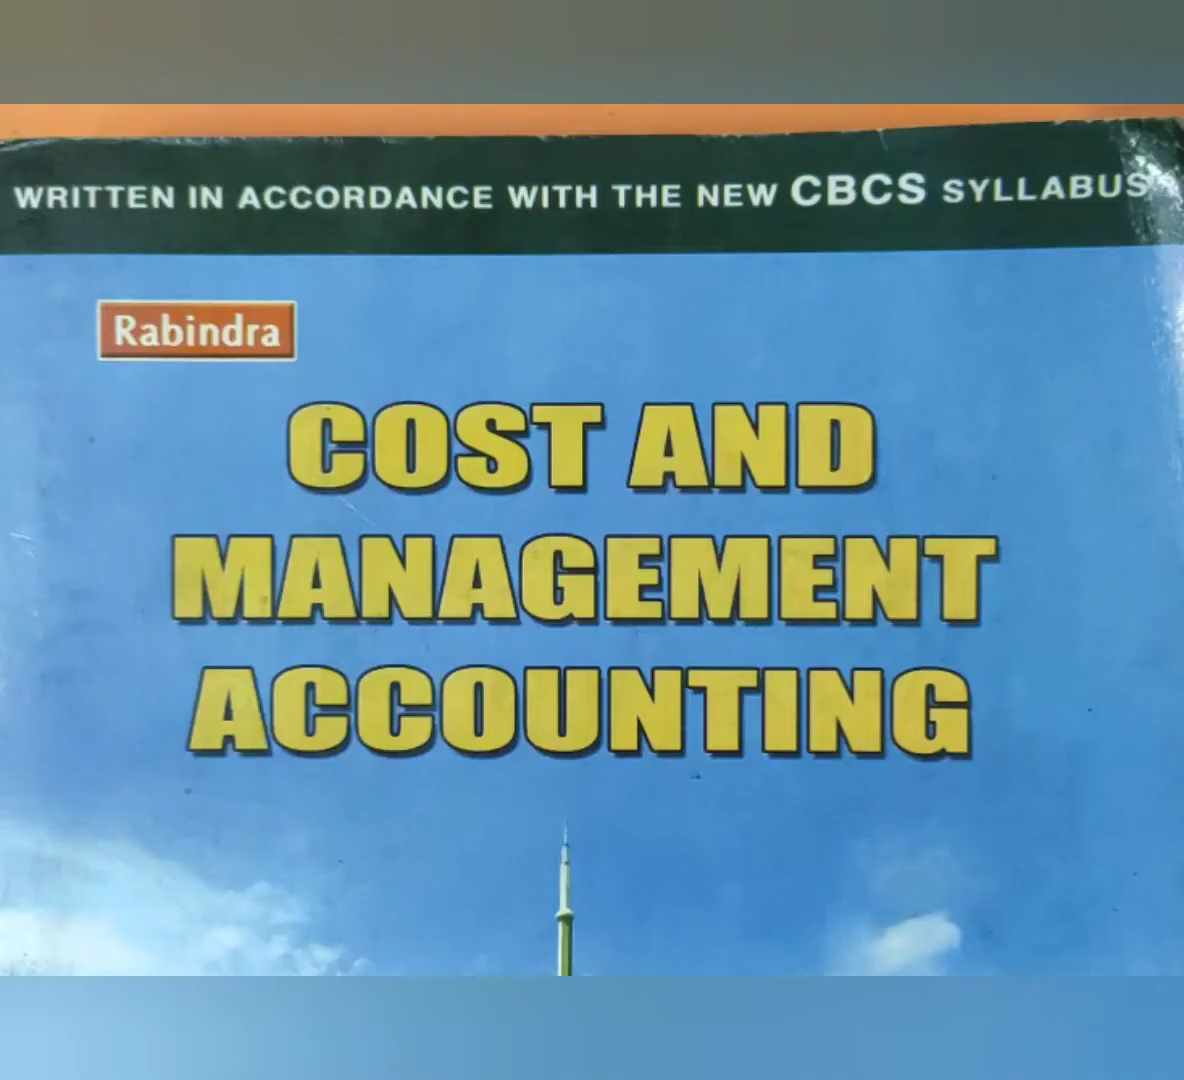 WRITTEN IN ACCORDANCE WITH THE NEW CBCS SYLLABUS
Rabindra
COST AND
MANAGEMENT
ACCOUNTING